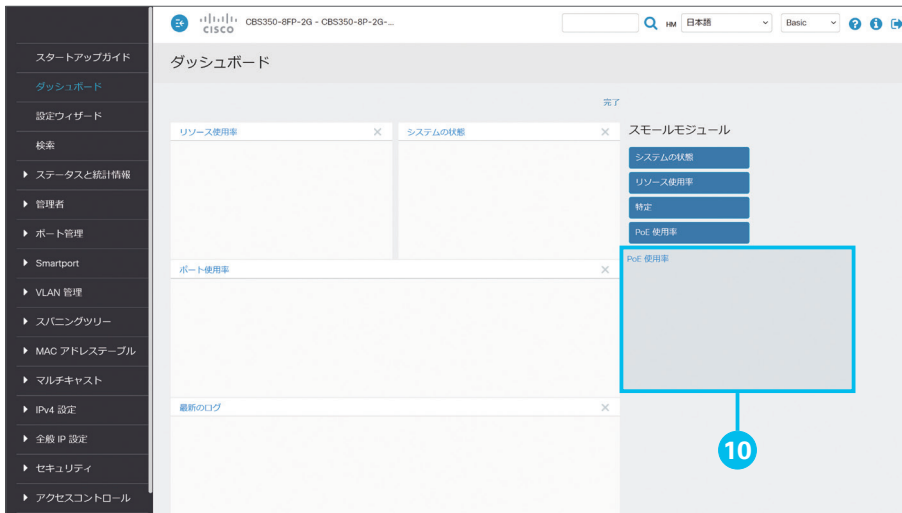 CISCO
CBS350-8FP-2G - CBS350-8P-2G-...
HM
日本語
Basic
スタートアップガイド
ダッシュボード
設定ウィザード
検索
ステータスと統計情報
管理者
ポート管理
Smartport
VLAN 管理
スパニングツリー
MAC アドレステーブル
マルチキャスト
IPv4 設定
全般 IP 設定
セキュリティ
アクセスコントロール
ダッシュボード
完了
リソース使用率
システムの状態
ポート使用率
最新のログ
スモールモジュール
システムの状態
リソース使用率
特定
PoE 使用率
PoE 使用率
10